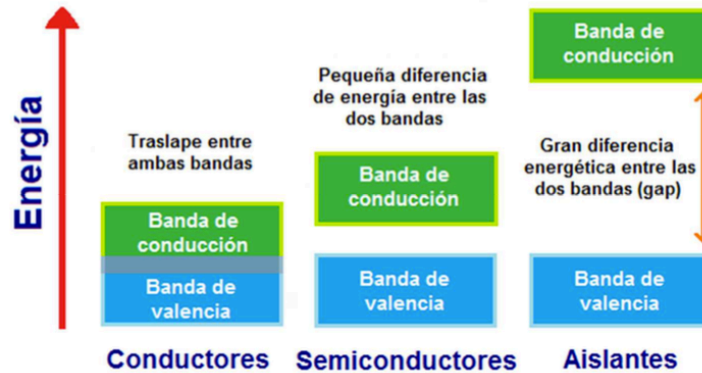 Energía
Traslape entre
ambas bandas
Banda de
conducción
Banda de
valencia
Conductores
Pequeña diferencia
de energía entre las
dos bandas
Banda de
conducción
Banda de
valencia
Semiconductores
Banda de
conducción
Gran diferencia
energética entre las
dos bandas (gap)
Banda de
valencia
Aislantes